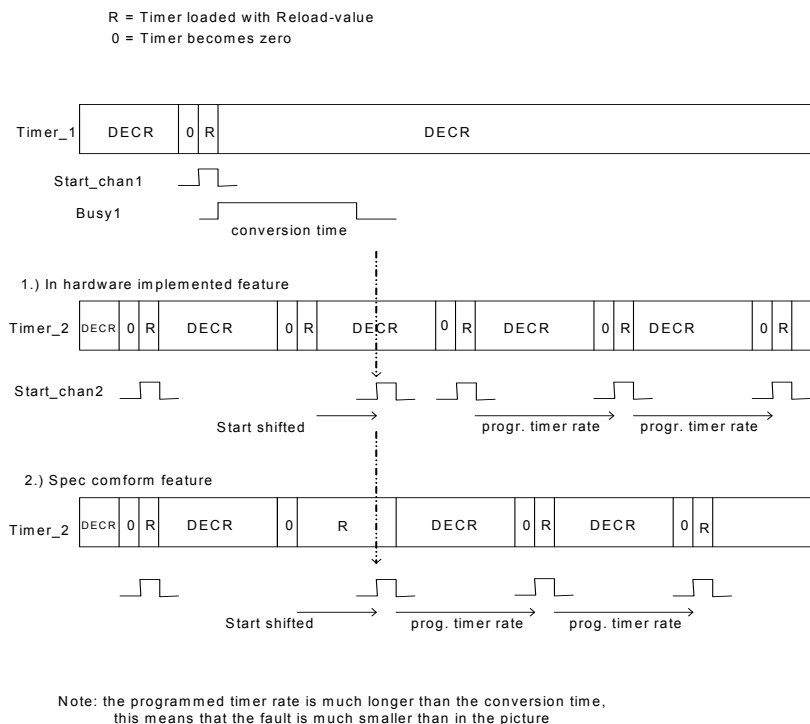 R = Timer loaded with Reload-value
0 = Timer becomes zero
Timer_1 DECR 0 R DECR
Start_chan1
Busy1
conversion time
1.) In hardware implemented feature
Timer_2 DECR 0 R DECR 0 R DECR 0 R DECR 0 R DECR 0 R
Start_chan2
Start shifted progr. timer rate progr. timer rate
2.) Spec comform feature
Timer_2 DECR 0 R DECR 0 R DECR 0 R DECR 0 R
Start shifted prog. timer rate prog. timer rate
Note: the programmed timer rate is much longer than the conversion time,
this means that the fault is much smaller than in the picture